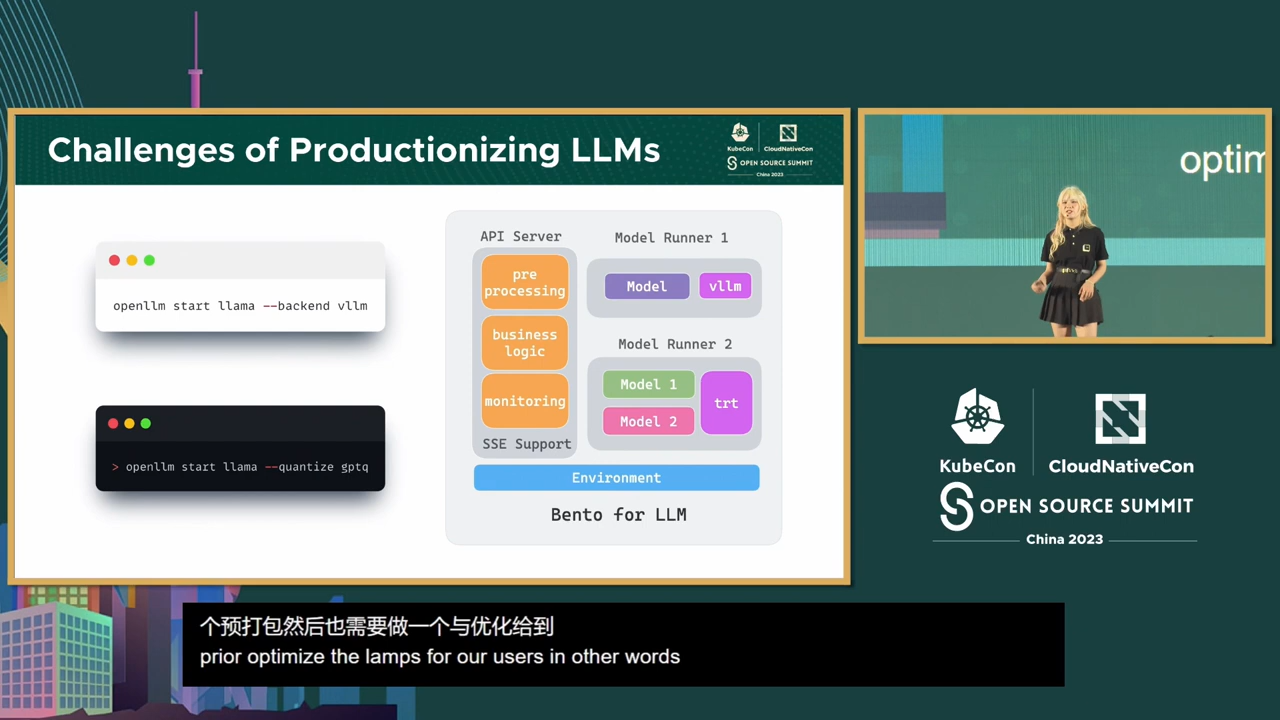 Challenges of Productionizing LLMs
KubeCon
CloudNativeCon
OPEN SOURCE SUMMIT
China 2023
openllm start llama --backend vllm
> openllm start llama --quantize gptq
API Server
pre
processing
business
logic
monitoring
SSE Support
Model Runner 1
Model
vllm
Model Runner 2
Model 1
Model 2
trt
Environment
Bento for LLM
optim
KubeCon
CloudNativeCon
OPEN SOURCE SUMMIT
China 2023
个预打包然后也需要做一个与优化给到
prior optimize the lamps for our users in other words